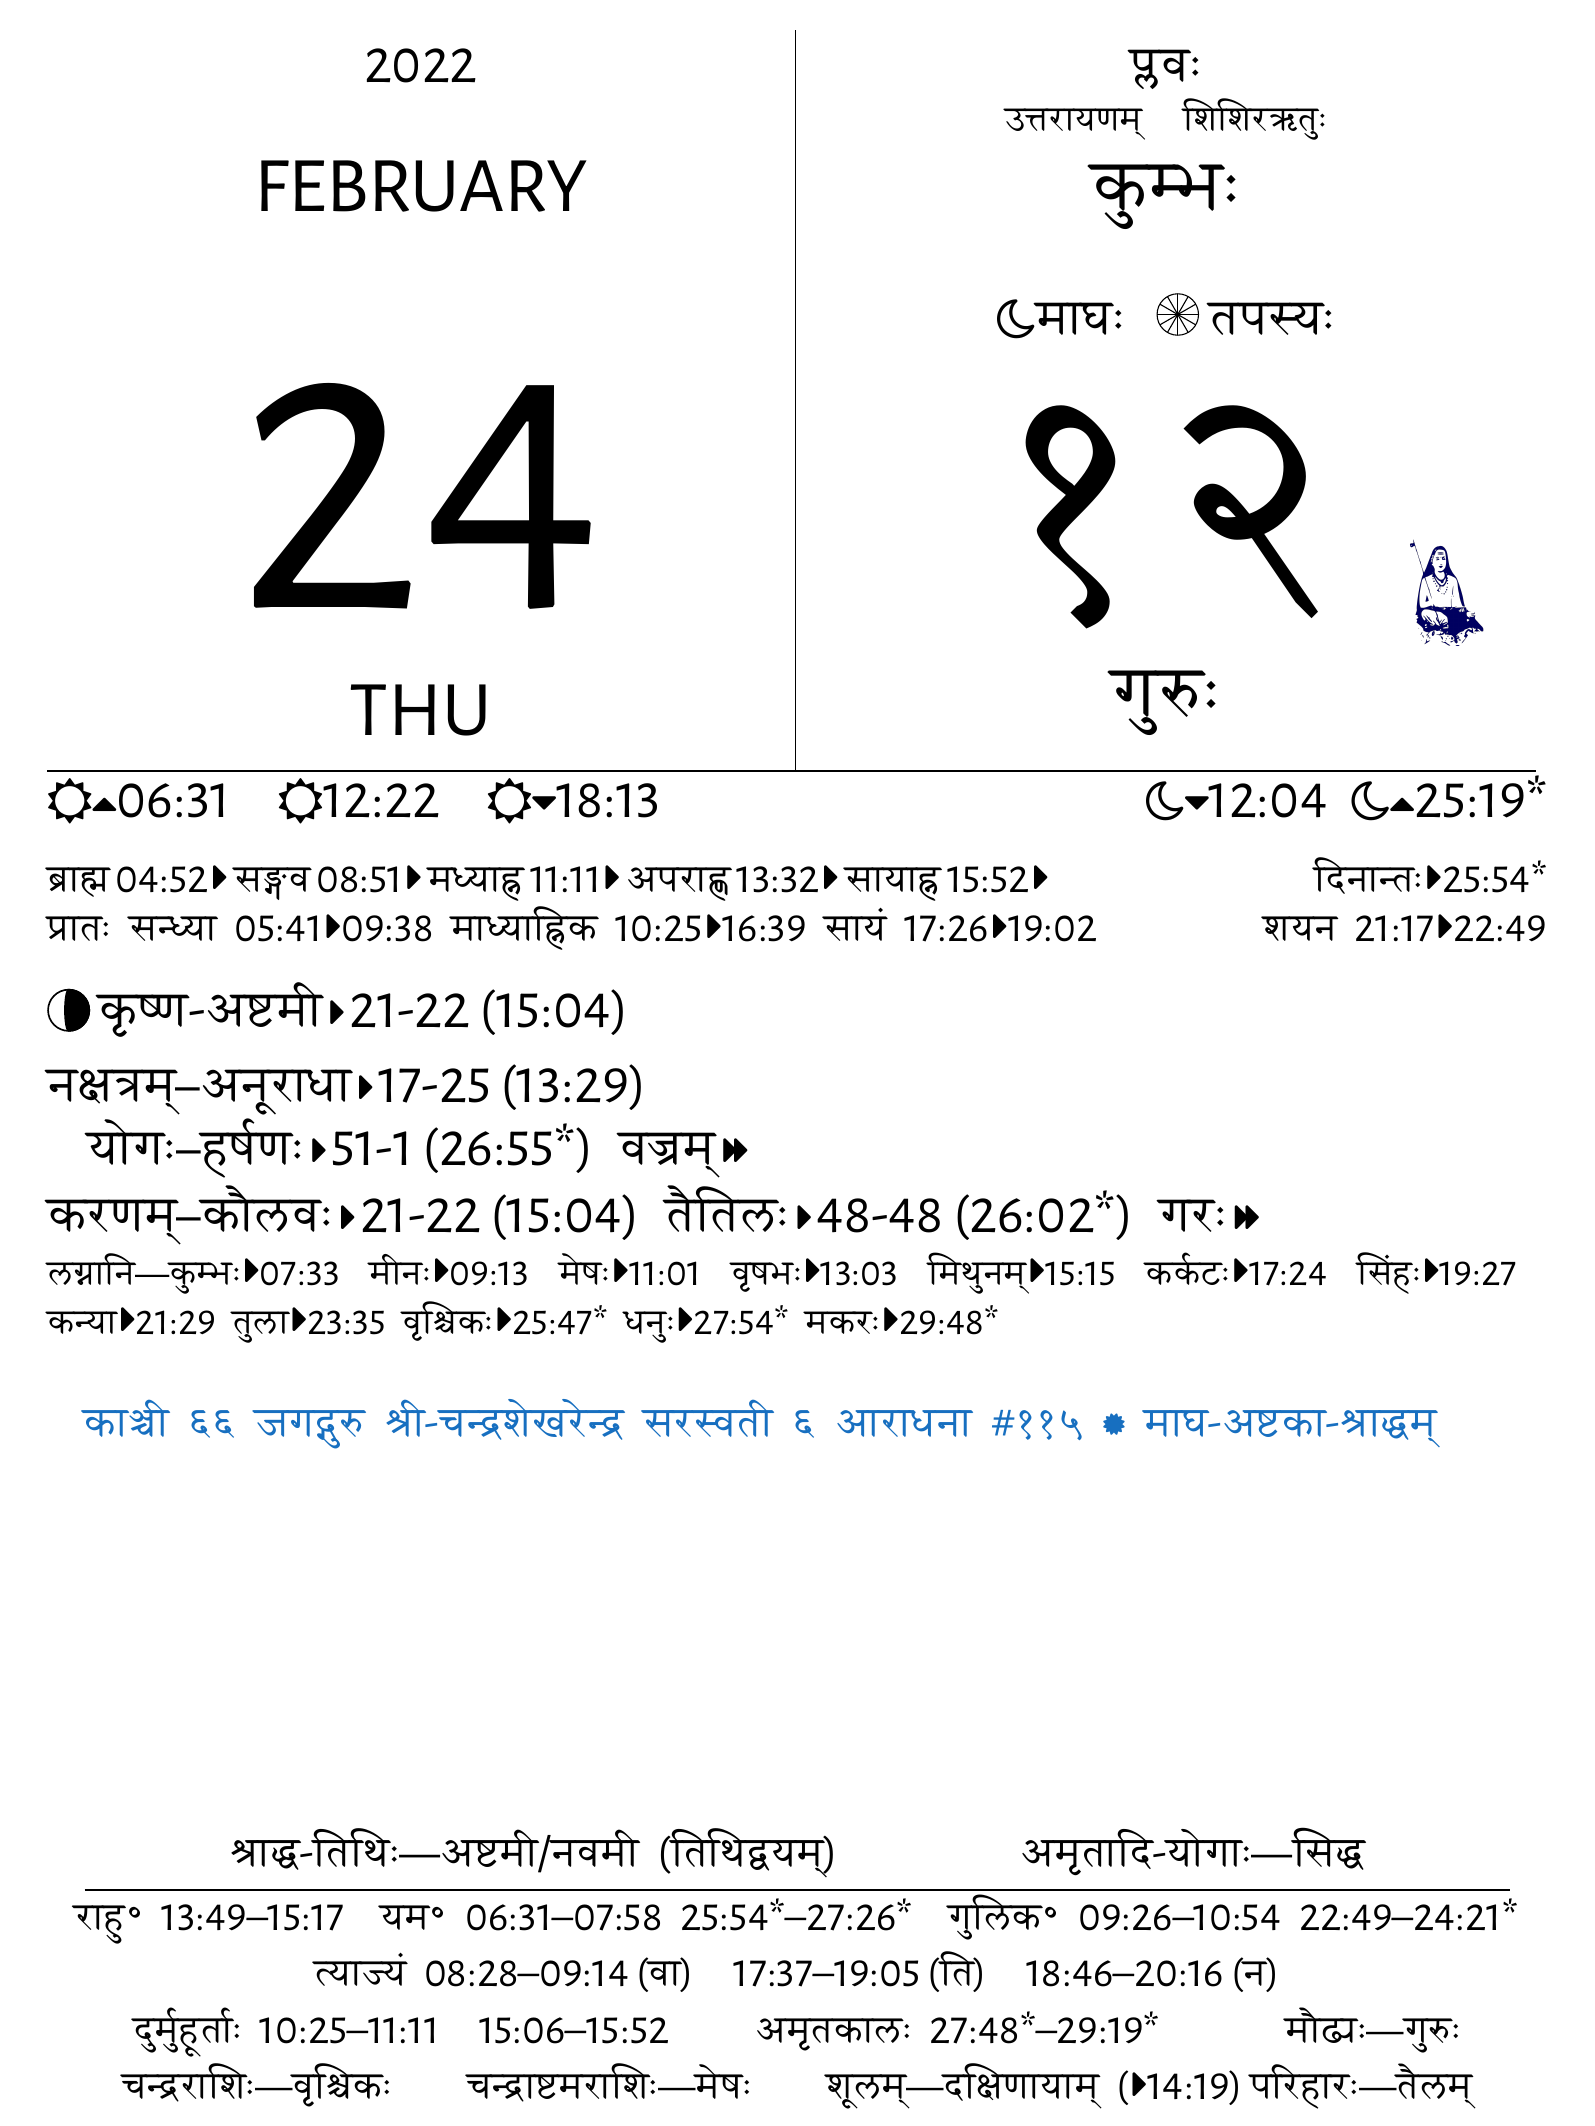 2022
FEBRUARY
24
THU
प्लवः
उत्तरायणम् शिशिरऋतुः
कुम्भः
माघः तपस्यः
१२
गुरुः
06:31 12:22 18:13 12:04 25:19*
ब्राह्म 04:52 सङ्गव 08:51 मध्याह्न 11:11 अपराह्ण 13:32 सायाह्न 15:52 दिनान्तः 25:54*
प्रातः सन्ध्या 05:41 09:38 माध्याह्निक 10:25 16:39 सायं 17:26 19:02 शयन 21:17 22:49
कृष्ण-अष्टमी 21-22 (15:04)
नक्षत्रम्–अनूराधा 17-25 (13:29)
योगः–हर्षणः 51-1 (26:55*) वज्रम्
करणम्–कौलवः 21-22 (15:04) तैतिलः 48-48 (26:02*) गरः
लग्नानि—कुम्भः 07:33 मीनः 09:13 मेषः 11:01 वृषभः 13:03 मिथुनम् 15:15 कर्कटः 17:24 सिंहः 19:27
कन्या 21:29 तुला 23:35 वृश्चिकः 25:47* धनुः 27:54* मकरः 29:48*
काञ्ची ६६ जगद्गुरु श्री-चन्द्रशेखरेन्द्र सरस्वती ६ आराधना #११५ माघ-अष्टका-श्राद्धम्
श्राद्ध-तिथिः—अष्टमी/नवमी (तिथिद्वयम्) अमृतादि-योगाः—सिद्ध
राहु॰ 13:49–15:17 यम॰ 06:31–07:58 25:54*–27:26* गुलिक॰ 09:26–10:54 22:49–24:21*
त्याज्यं 08:28–09:14 (वा) 17:37–19:05 (ति) 18:46–20:16 (न)
दुर्मुहूर्ताः 10:25–11:11 15:06–15:52 अमृतकालः 27:48*–29:19* मौढ्यः—गुरुः
चन्द्रराशिः—वृश्चिकः चन्द्राष्टमराशिः—मेषः शूलम्—दक्षिणायाम् (14:19) परिहारः—तैलम्